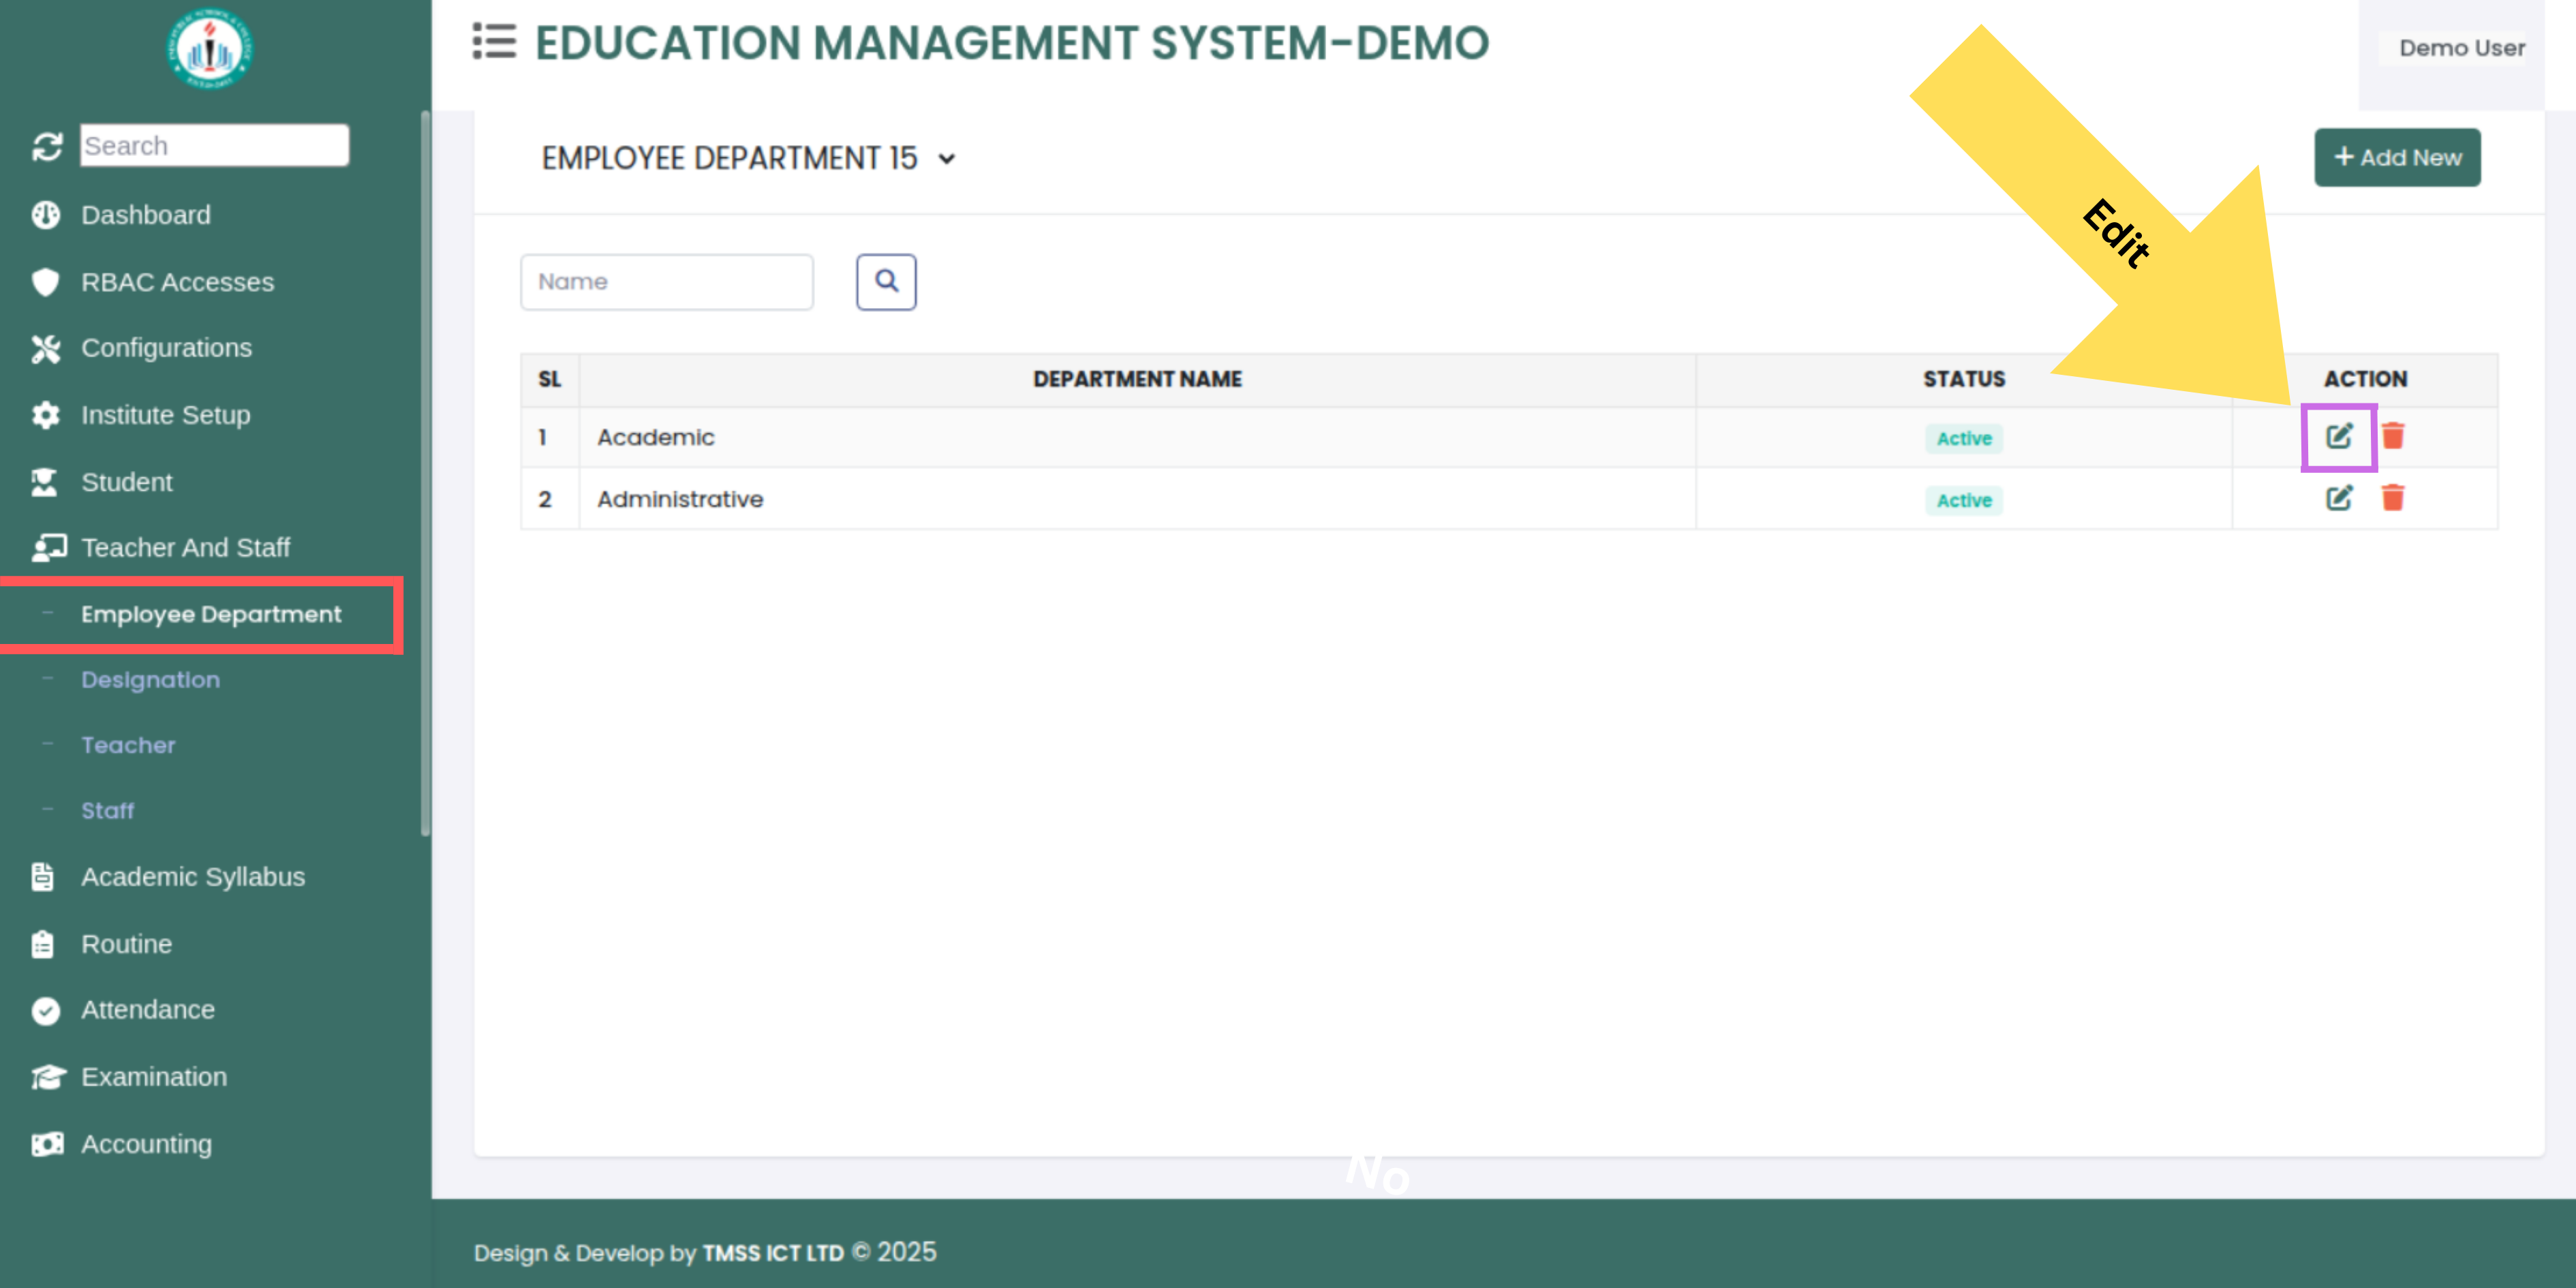 EDUCATION MANAGEMENT SYSTEM-DEMO
Demo User
Search
Dashboard
RBAC Accesses
Configurations
Institute Setup
Student
Teacher And Staff
Employee Department
Designation
Teacher
Staff
Academic Syllabus
Routine
Attendance
Examination
Accounting
EMPLOYEE DEPARTMENT 15
+ Add New
Edit
Name
SL DEPARTMENT NAME STATUS ACTION
1 Academic Active
2 Administrative Active
No
Design & Develop by TMSS ICT LTD © 2025